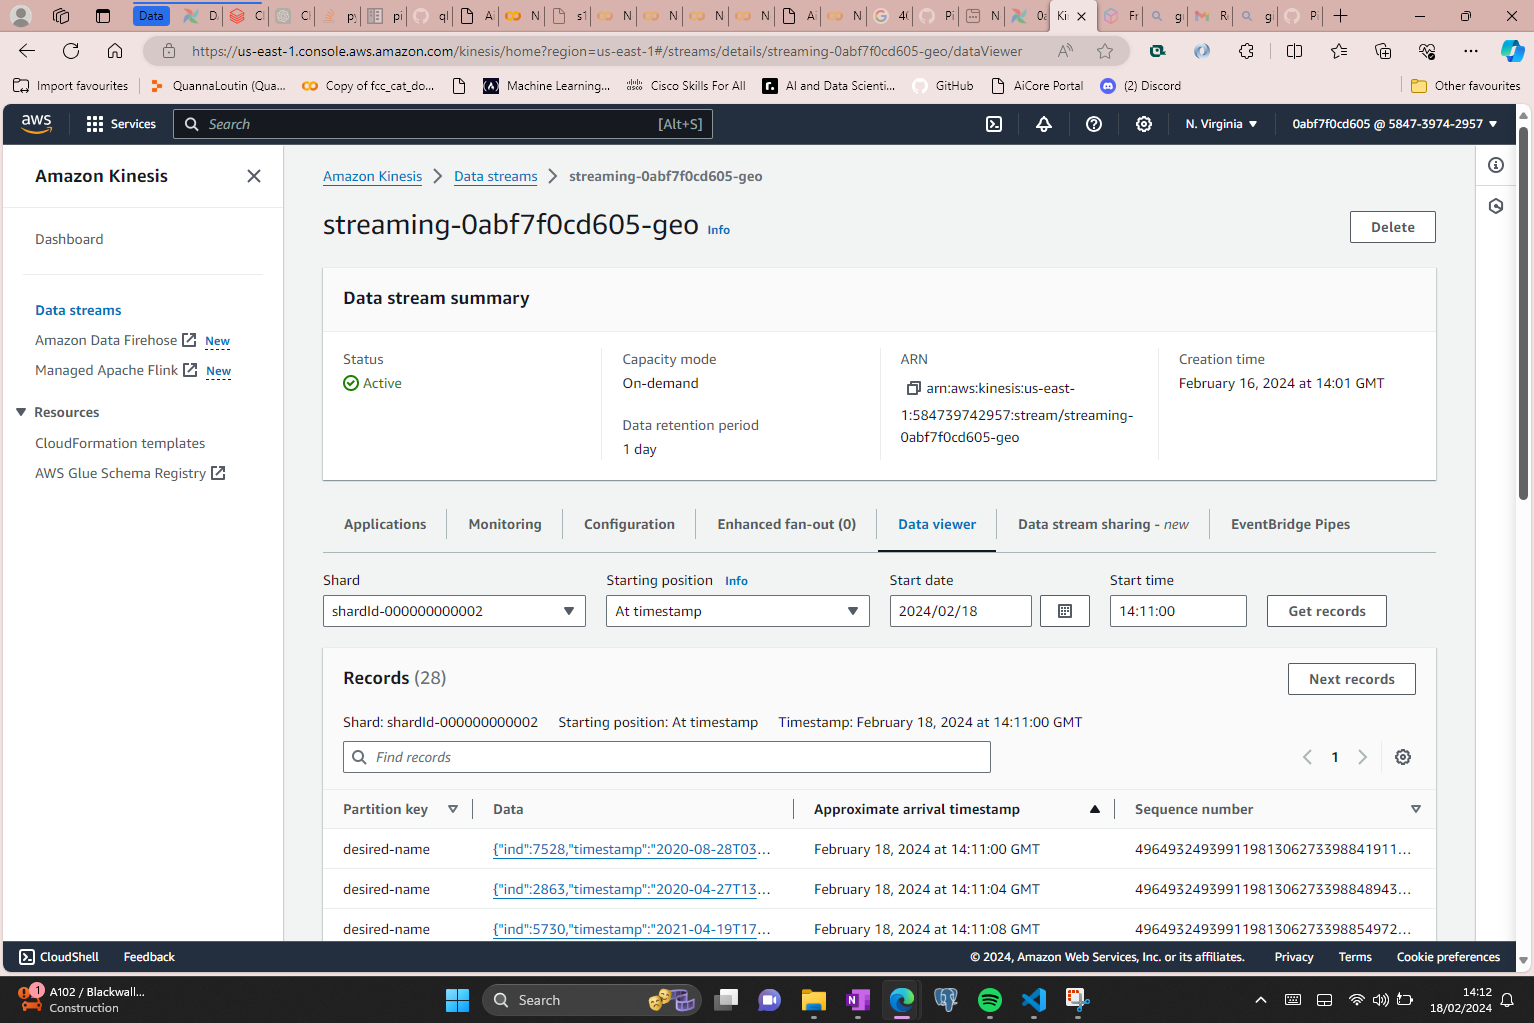 Data
https://us-east-1.console.aws.amazon.com/kinesis/home?region=us-east-1#/streams/details/streaming-0abf7f0cd605-geo/dataViewer
Import favourites
QuannaLoutin (Qua...
Copy of fcc_cat_do...
Machine Learning...
Cisco Skills For All
AI and Data Scienti...
GitHub
AiCore Portal
(2) Discord
Other favourites
aws
Services
Search
[Alt+S]
N. Virginia
0abf7f0cd605 @ 5847-3974-2957
Amazon Kinesis
Dashboard
Data streams
Amazon Data Firehose New
Managed Apache Flink New
Resources
CloudFormation templates
AWS Glue Schema Registry
Amazon Kinesis > Data streams > streaming-0abf7f0cd605-geo
streaming-0abf7f0cd605-geo Info
Delete
Data stream summary
Status
Active
Capacity mode
On-demand
Data retention period
1 day
ARN
arn:aws:kinesis:us-east-
1:584739742957:stream/streaming-
0abf7f0cd605-geo
Creation time
February 16, 2024 at 14:01 GMT
Applications
Monitoring
Configuration
Enhanced fan-out (0)
Data viewer
Data stream sharing - new
EventBridge Pipes
Shard
shardId-000000000002
Starting position Info
At timestamp
Start date
2024/02/18
Start time
14:11:00
Get records
Records (28)
Next records
Shard: shardId-000000000002 Starting position: At timestamp Timestamp: February 18, 2024 at 14:11:00 GMT
Find records
1
Partition key Data Approximate arrival timestamp Sequence number
desired-name {"ind":7528,"timestamp":"2020-08-28T03... February 18, 2024 at 14:11:00 GMT 49649324939911981306273398841911...
desired-name {"ind":2863,"timestamp":"2020-04-27T13... February 18, 2024 at 14:11:04 GMT 49649324939911981306273398848943...
desired-name {"ind":5730,"timestamp":"2021-04-19T17... February 18, 2024 at 14:11:08 GMT 49649324939911981306273398854972...
CloudShell
Feedback
© 2024, Amazon Web Services, Inc. or its affiliates.
Privacy
Terms
Cookie preferences
1
A102 / Blackwall...
Construction
Search
14:12
18/02/2024